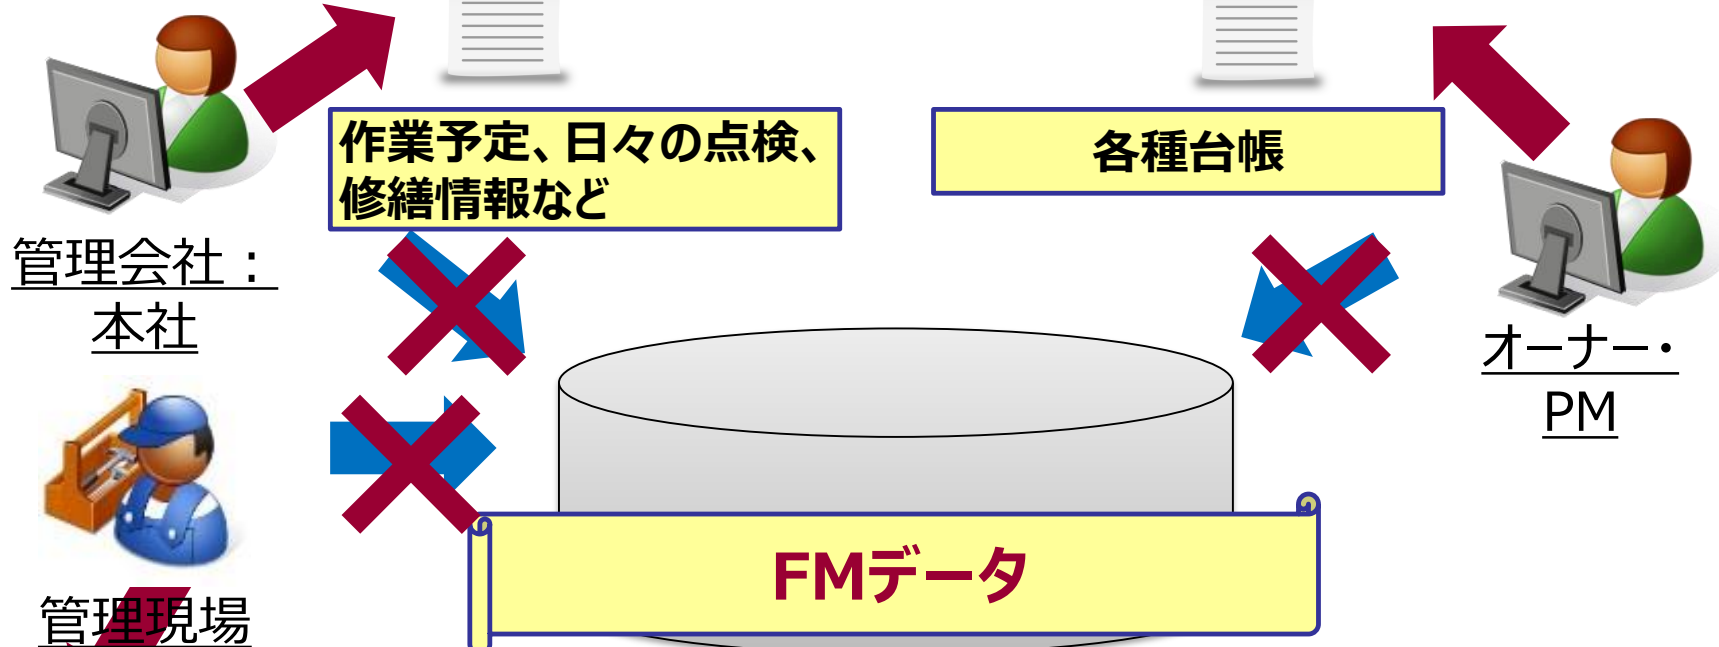 作業予定、日々の点検、
修繕情報など
各種台帳
管理会社：
本社
オーナー・
PM
FMデータ
管理現場